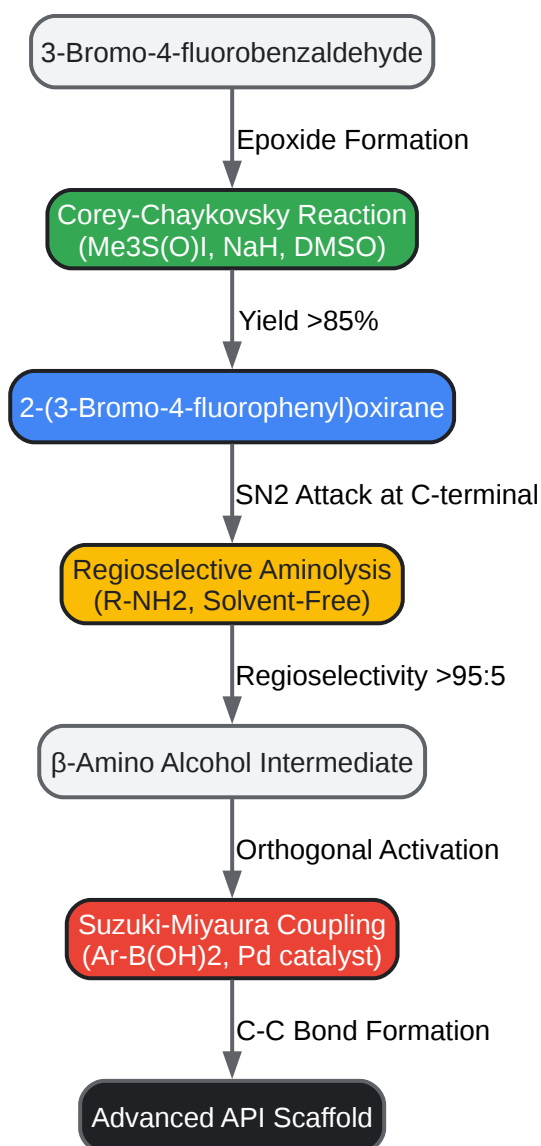 3-Bromo-4-fluorobenzaldehyde
Epoxide Formation
Corey-Chaykovsky Reaction
(Me3S(O)I, NaH, DMSO)
Yield >85%
2-(3-Bromo-4-fluorophenyl)oxirane
SN2 Attack at C-terminal
Regioselective Aminolysis
(R-NH2, Solvent-Free)
Regioselectivity >95:5
β-Amino Alcohol Intermediate
Orthogonal Activation
Suzuki-Miyaura Coupling
(Ar-B(OH)2, Pd catalyst)
C-C Bond Formation
Advanced API Scaffold